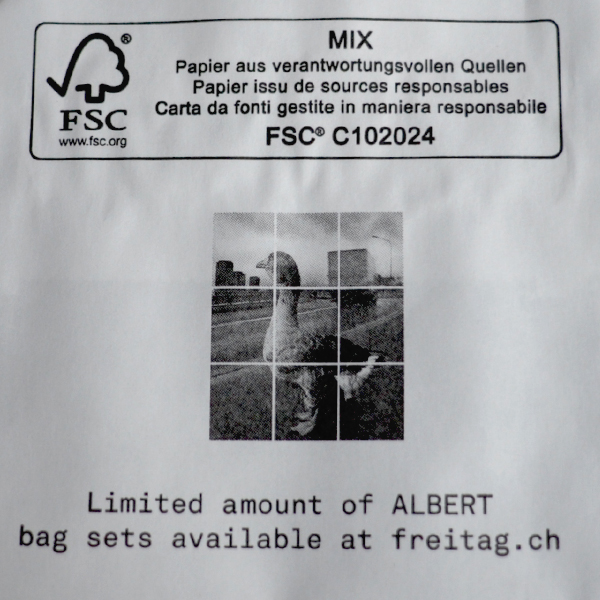 MIX
Papier aus verantwortungsvollen Quellen
Papier issu de sources responsables
Carta da fonti gestite in maniera responsabile
FSC® C102024
®
FSC
www.fsc.org
Limited amount of ALBERT
bag sets available at freitag.ch